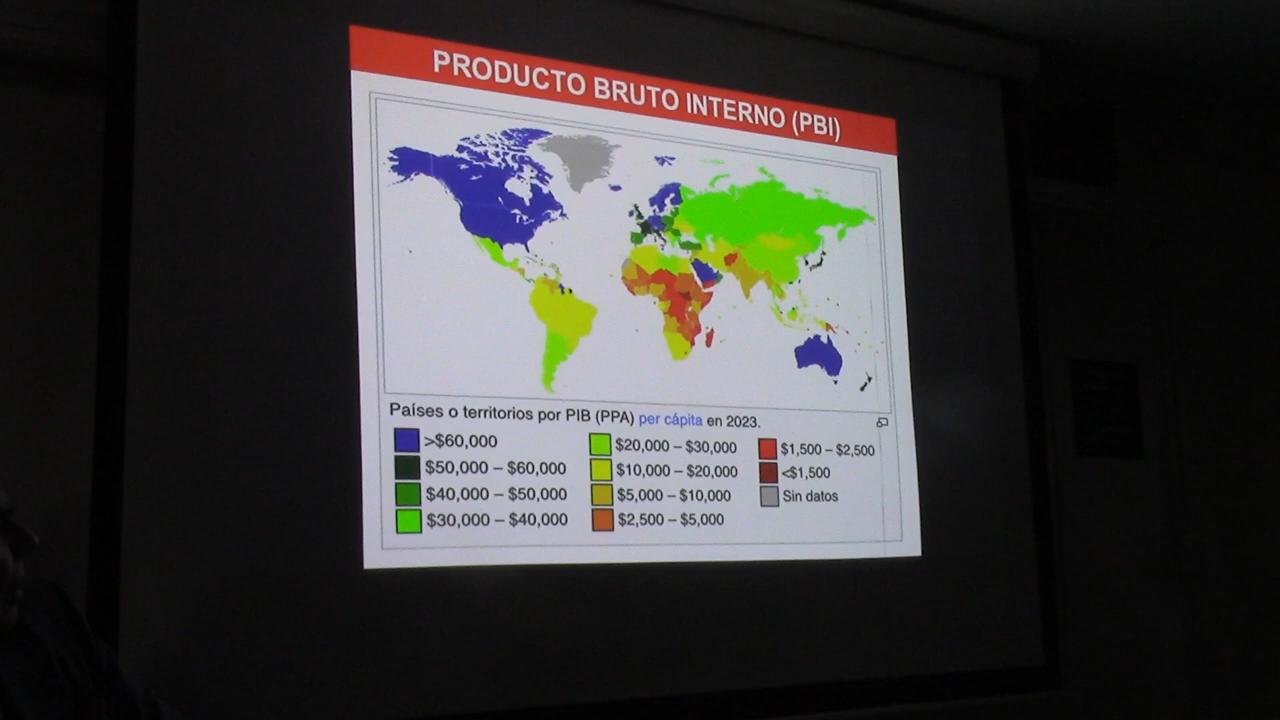 PRODUCTO BRUTO INTERNO (PBI)
Países o territorios por PIB (PPA) per cápita en 2023.
>$60,000
$50,000 – $60,000
$40,000 – $50,000
$30,000 – $40,000
$20,000 – $30,000
$10,000 – $20,000
$5,000 – $10,000
$2,500 – $5,000
$1,500 – $2,500
<$1,500
Sin datos